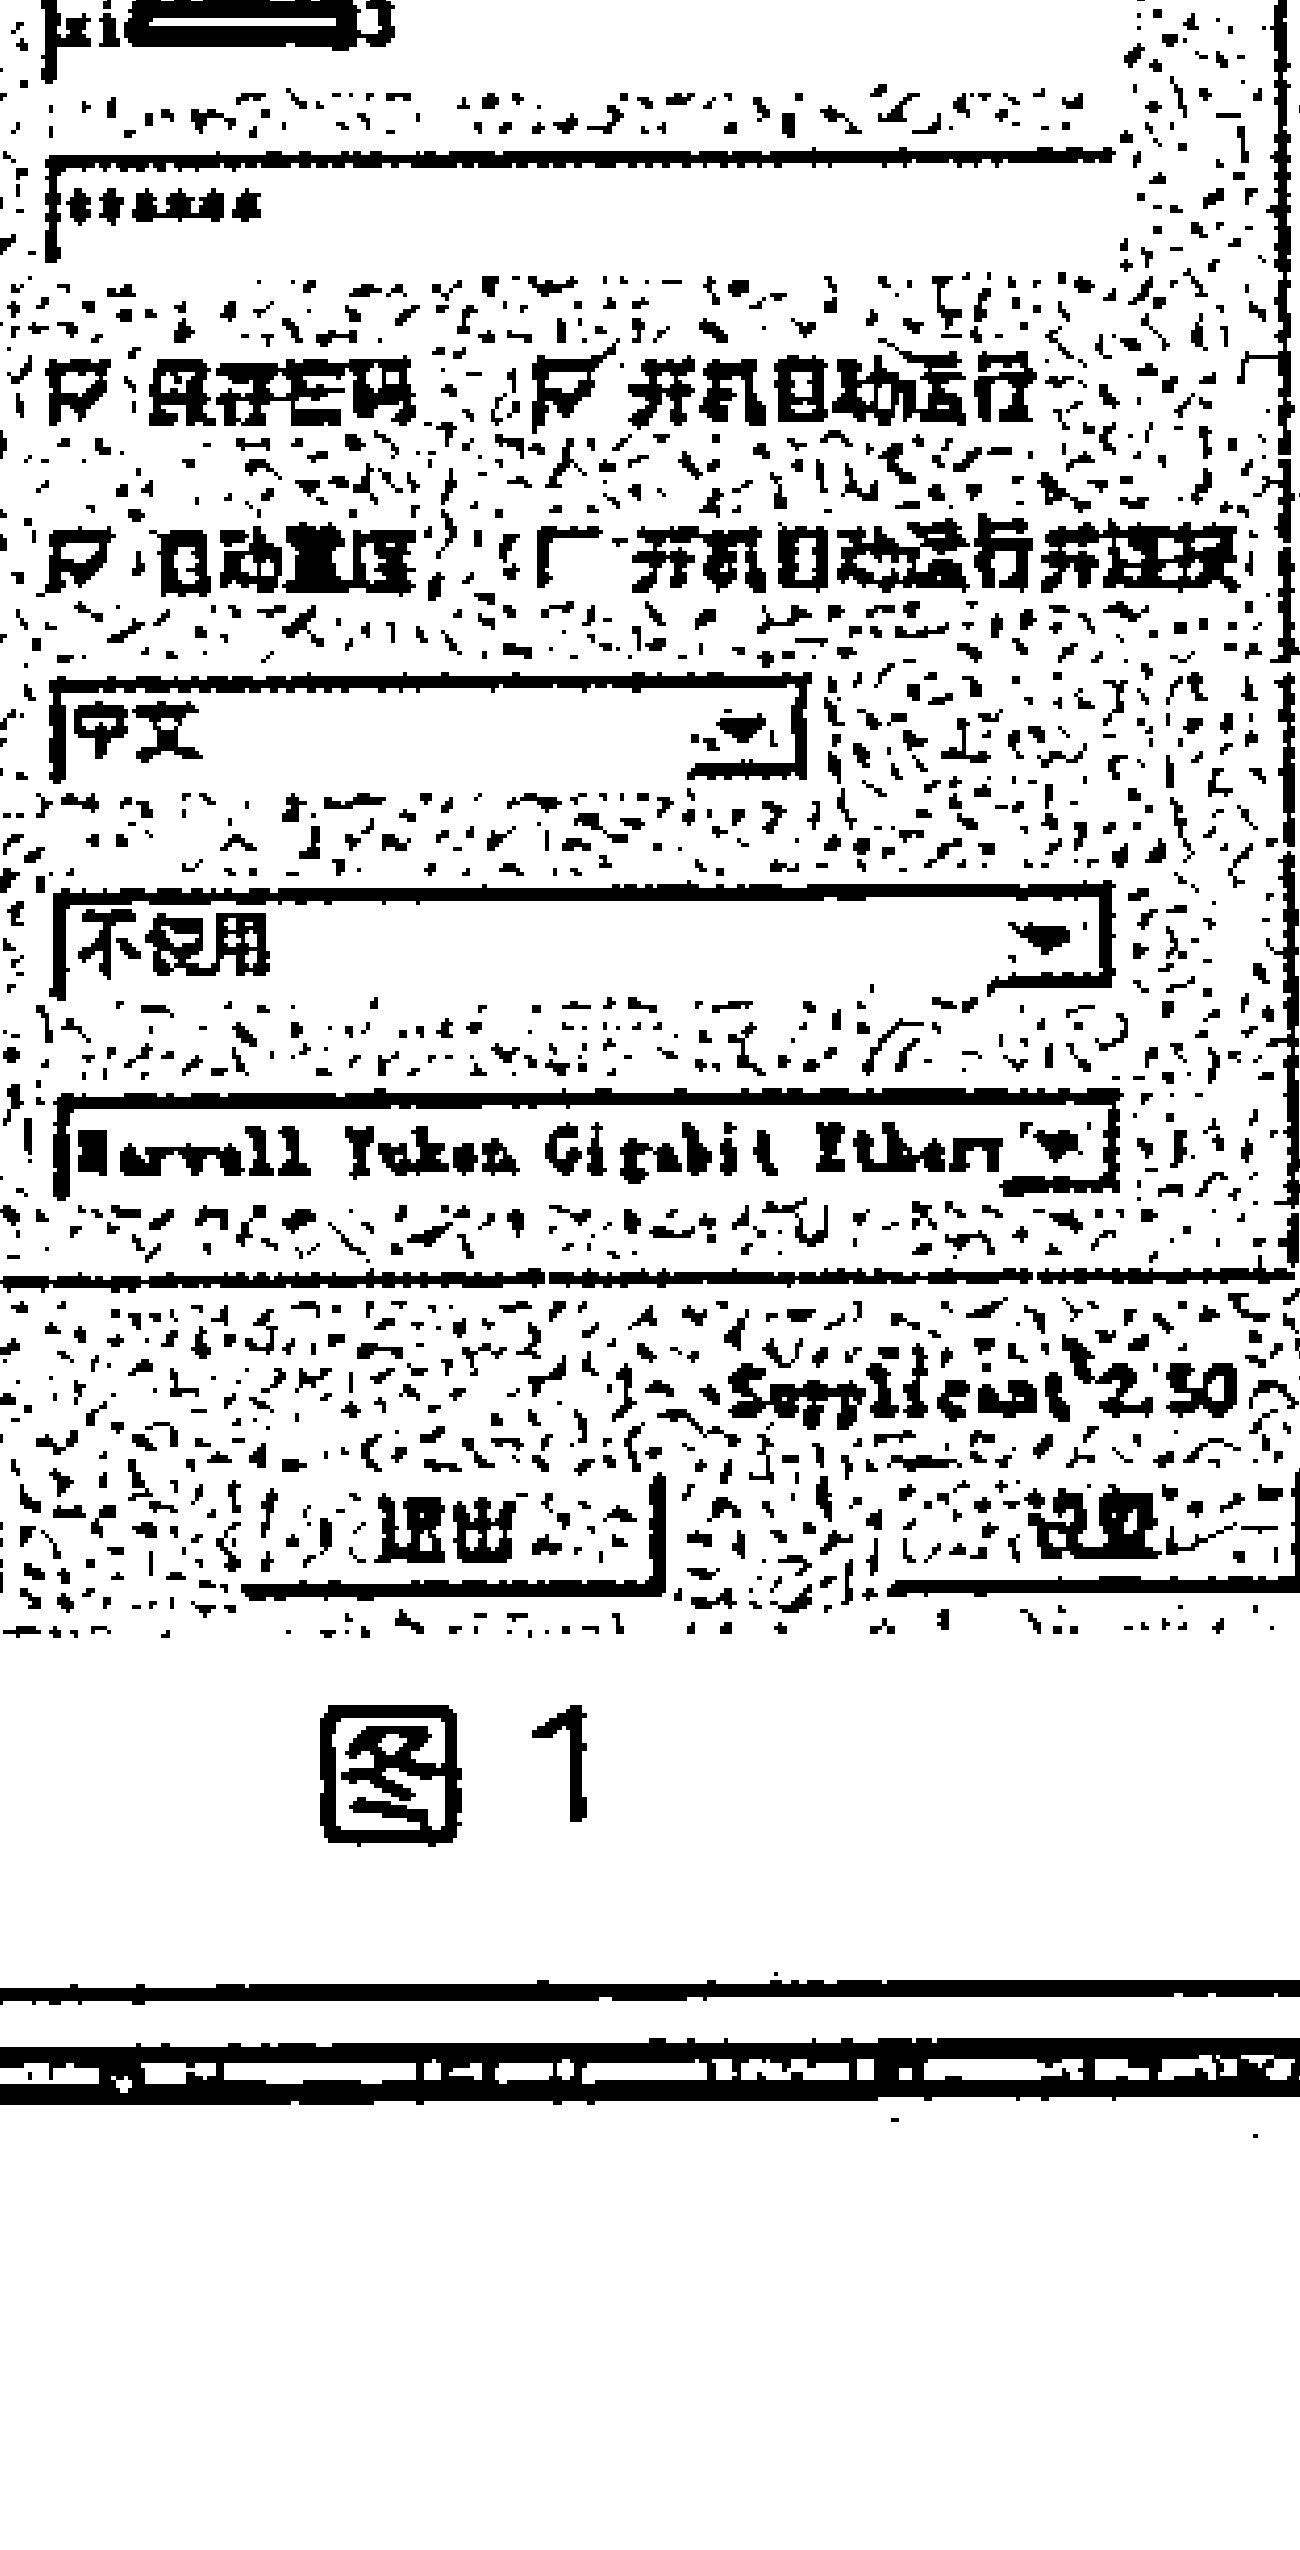 ******
保存密码 开机自动运行
自动重连 开机自动运行并连接
中文
不使用
Marvell Yukon Gigabit Ethern
Supplicant 2.50
退出 设置
图 1